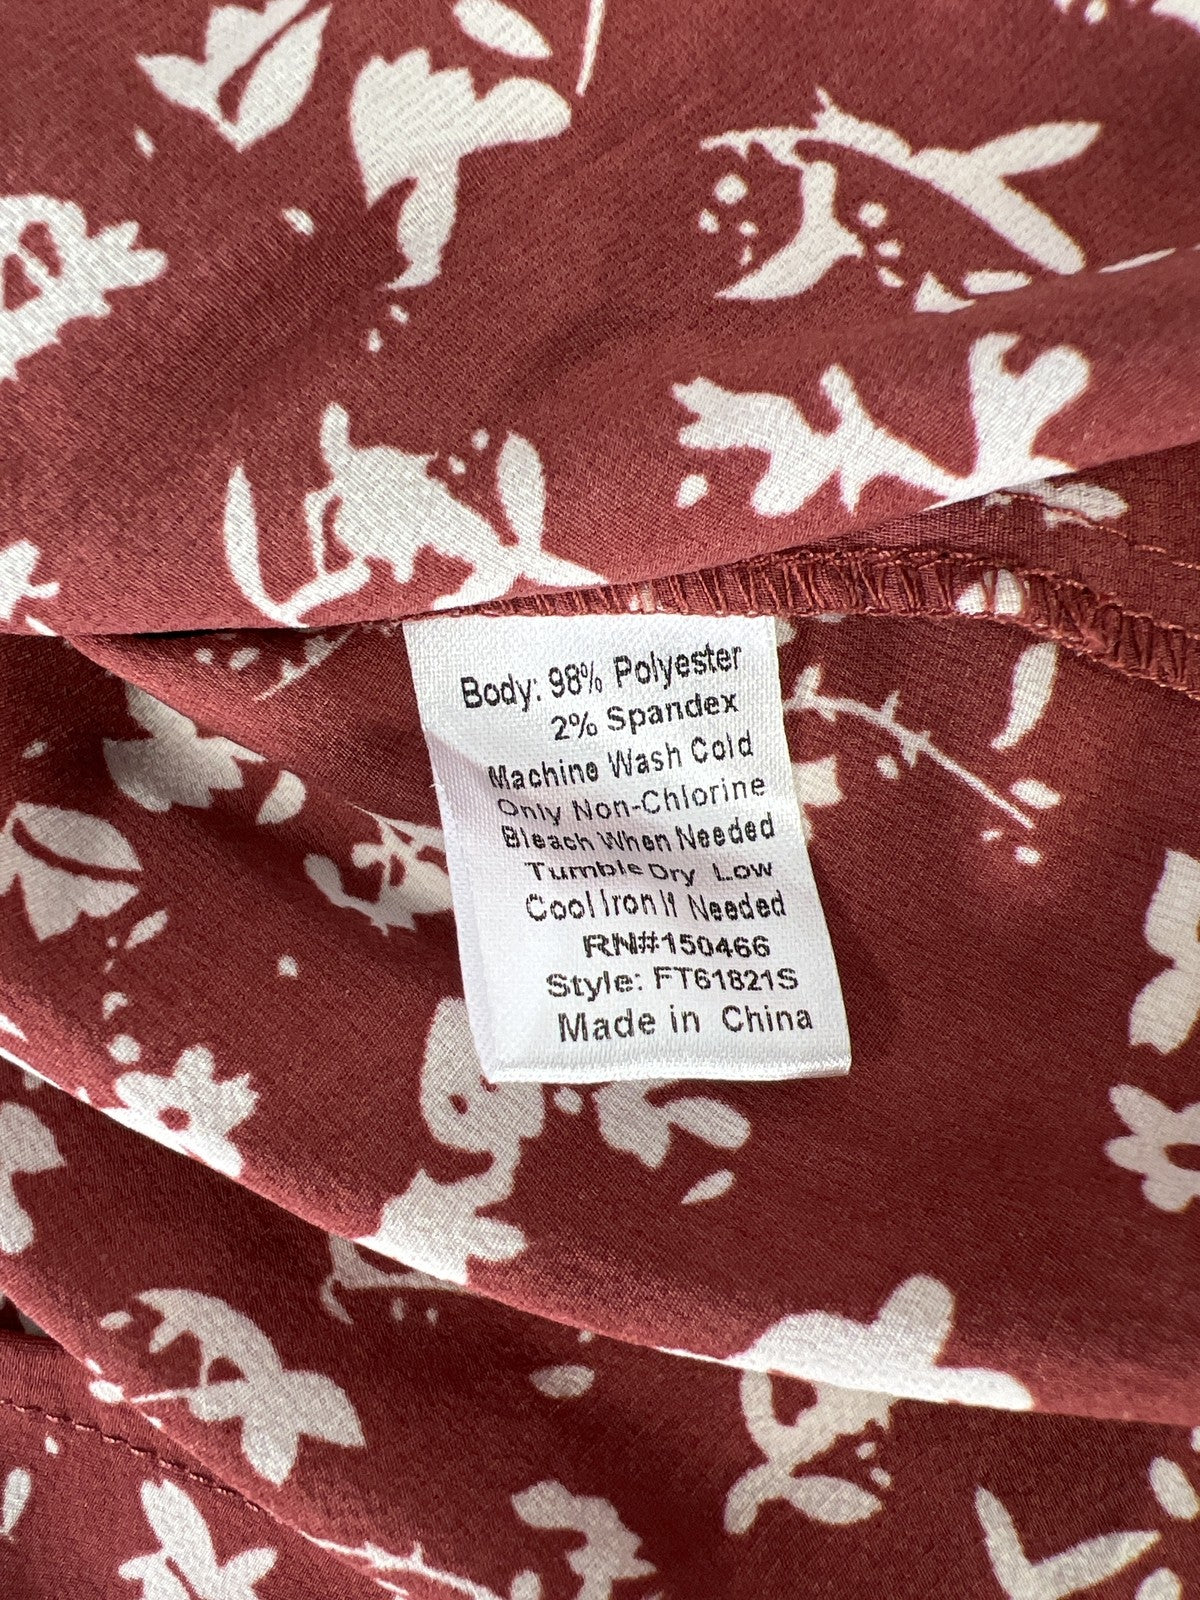 Body: 98% Polyester
2% Spandex
Machine Wash Cold
Only Non-Chlorine
Bleach When Needed
Tumble Dry Low
Cool Iron If Needed
RN#150466
Style: FT61821S
Made in China